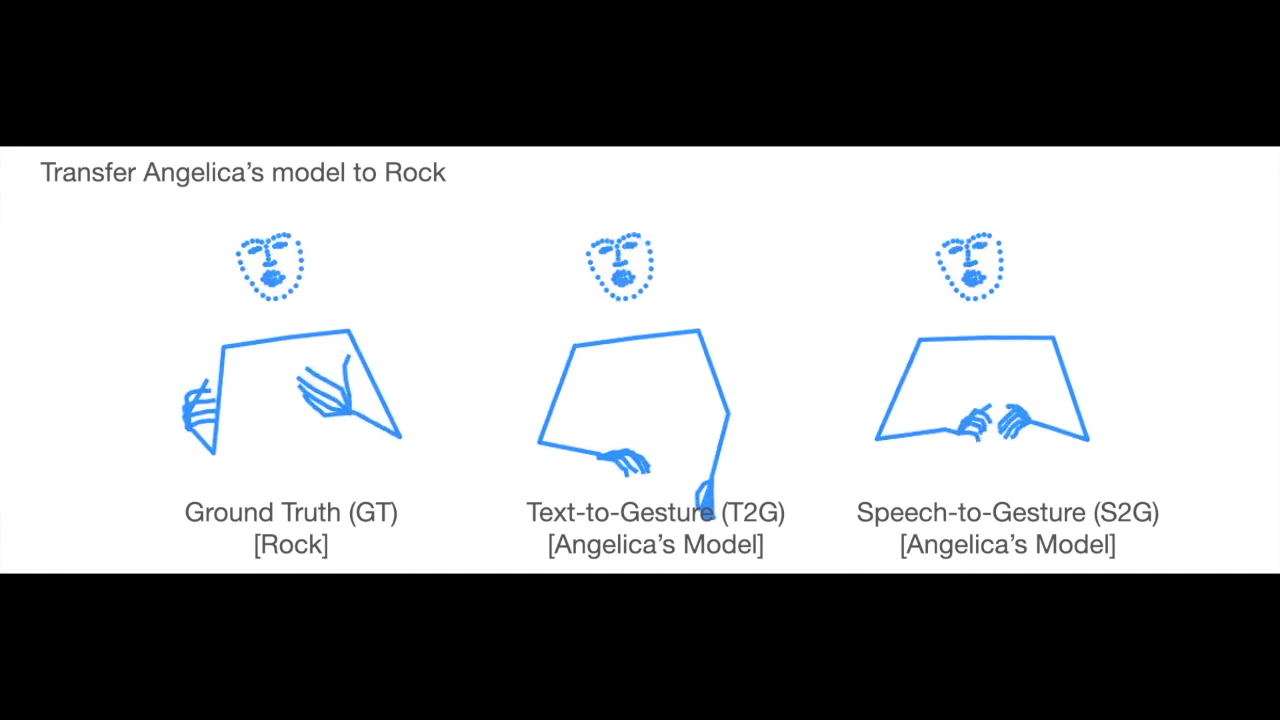 Transfer Angelica’s model to Rock
Ground Truth (GT)
[Rock]
Text-to-Gesture (T2G)
[Angelica’s Model]
Speech-to-Gesture (S2G)
[Angelica’s Model]